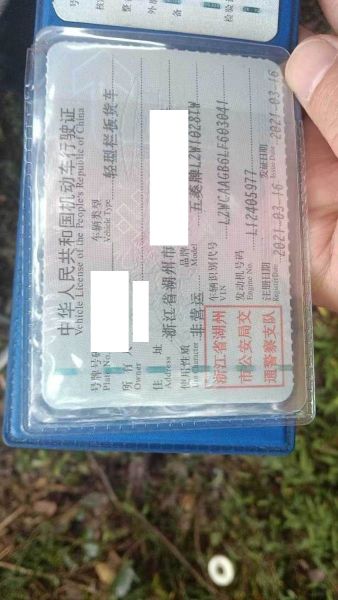 中华人民共和国机动车行驶证
Vehicle License of the People's Republic of China
号牌号码
Plate No.
车辆类型
Vehicle Type
轻型栏板货车
所有人
Owner
住址
Address
浙江省湖州市
使用性质
非营运
品牌型号
Model
五菱牌LZW1028TW
浙江省湖州
市公安局交
通警察支队
车辆识别代号
VIN
LZWCAAGB6LF603041
发动机号码
Engine No.
L12405977
注册日期
2021-03-16
发证日期
Issue Date
2021-03-16